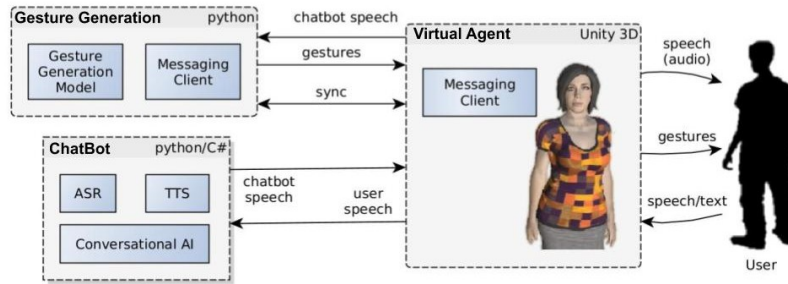 Gesture Generation
python
Gesture
Generation
Model
Messaging
Client
chatbot speech
gestures
sync
ChatBot
python/C#
ASR
TTS
Conversational AI
chatbot
speech
user
speech
Virtual Agent
Unity 3D
Messaging
Client
speech
(audio)
gestures
speech/text
User